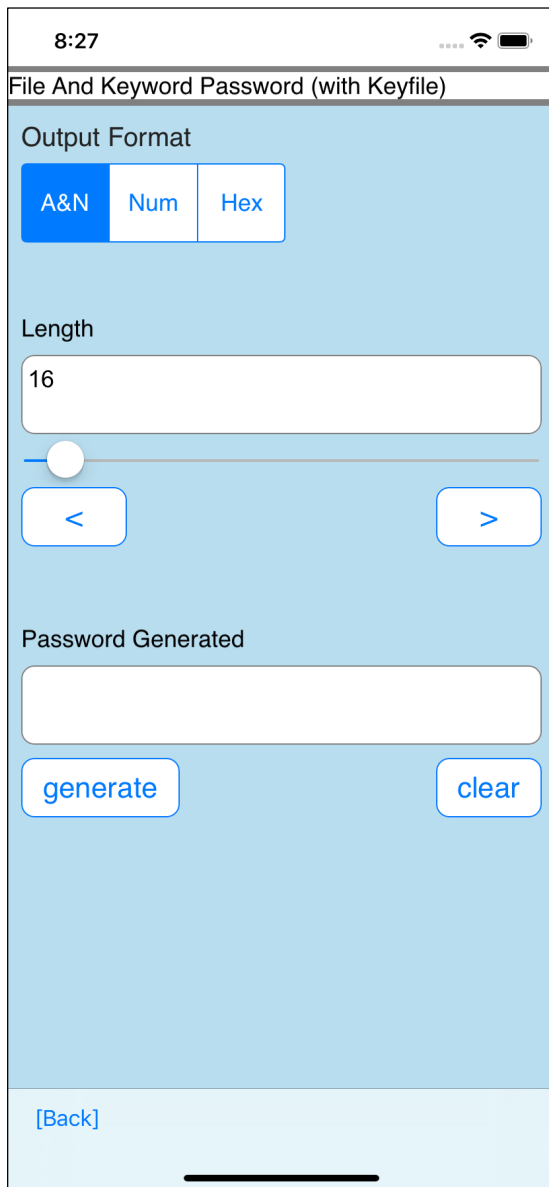 8:27
File And Keyword Password (with Keyfile)
Output Format
A&N Num Hex
Length
16
< >
Password Generated
generate clear
[Back]